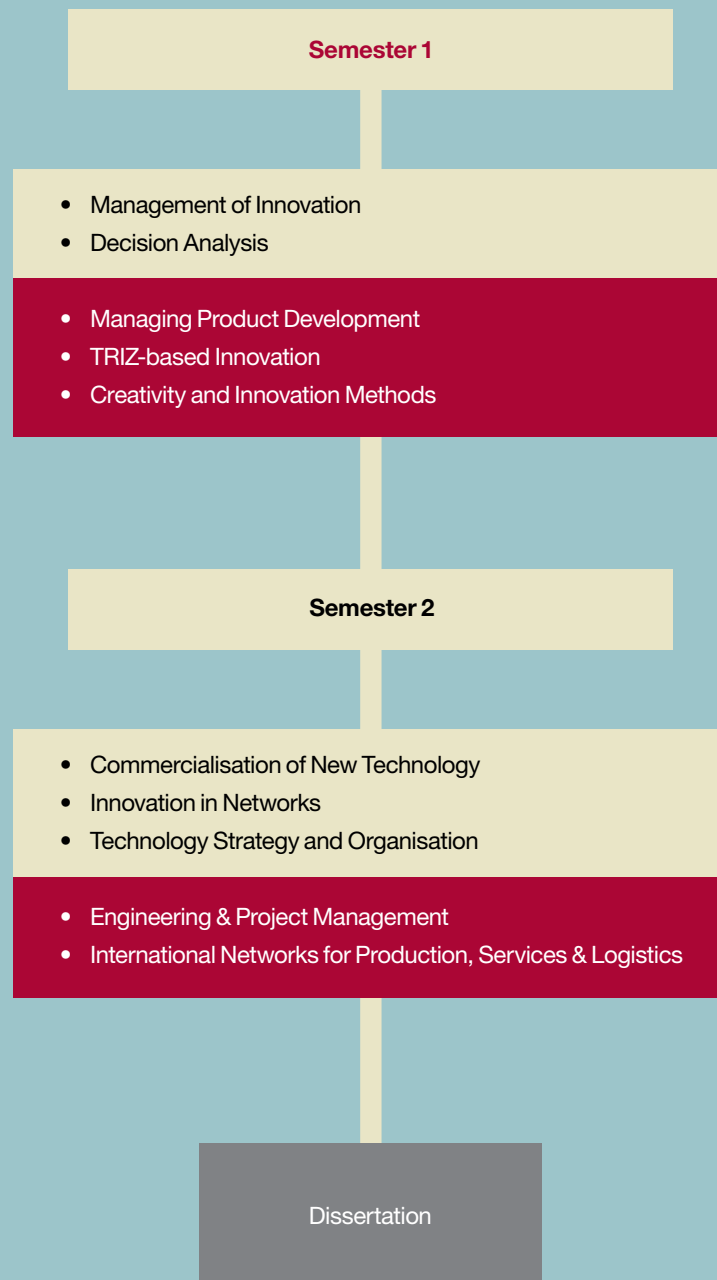 Semester 1
• Management of Innovation
• Decision Analysis
• Managing Product Development
• TRIZ-based Innovation
• Creativity and Innovation Methods
Semester 2
• Commercialisation of New Technology
• Innovation in Networks
• Technology Strategy and Organisation
• Engineering & Project Management
• International Networks for Production, Services & Logistics
Dissertation